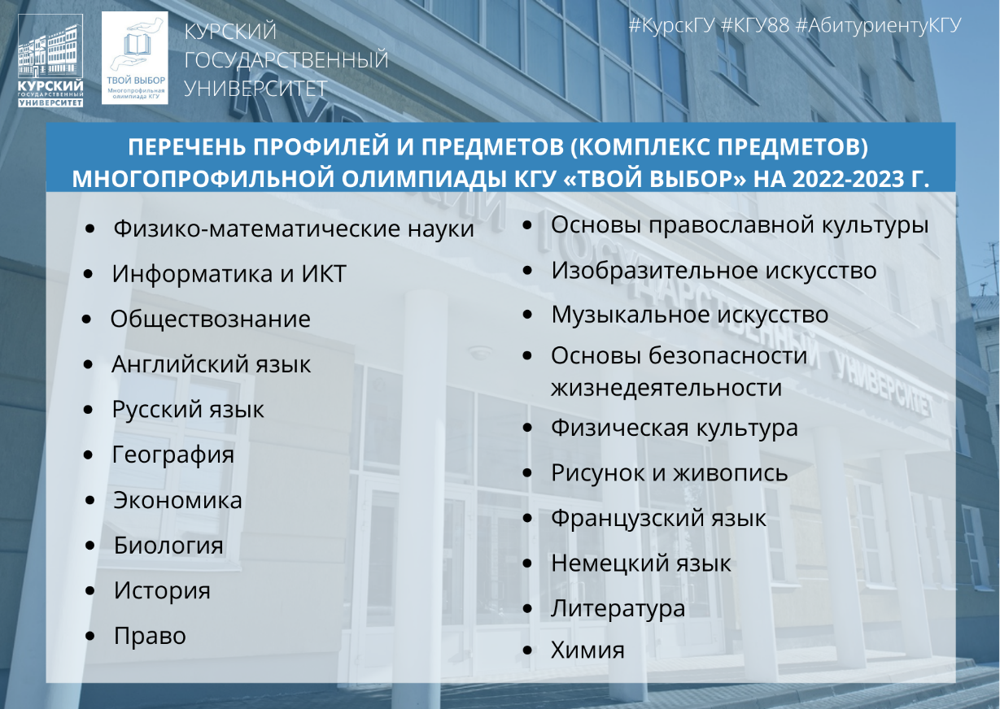 КУРСКИЙ
ГОСУДАРСТВЕННЫЙ
УНИВЕРСИТЕТ
ТВОЙ ВЫБОР
Многопрофильная
олимпиада КГУ
КУРСКИЙ
ГОСУДАРСТВЕННЫЙ
УНИВЕРСИТЕТ
#КурскГУ #КГУ88 #АбитуриентуКГУ
ПЕРЕЧЕНЬ ПРОФИЛЕЙ И ПРЕДМЕТОВ (КОМПЛЕКС ПРЕДМЕТОВ)
МНОГОПРОФИЛЬНОЙ ОЛИМПИАДЫ КГУ «ТВОЙ ВЫБОР» НА 2022-2023 Г.
• Физико-математические науки
• Информатика и ИКТ
• Обществознание
• Английский язык
• Русский язык
• География
• Экономика
• Биология
• История
• Право
• Основы православной культуры
• Изобразительное искусство
• Музыкальное искусство
• Основы безопасности
жизнедеятельности
• Физическая культура
• Рисунок и живопись
• Французский язык
• Немецкий язык
• Литература
• Химия
ГОСУДАРСТВЕННЫЙ УНИВЕРСИТЕТ